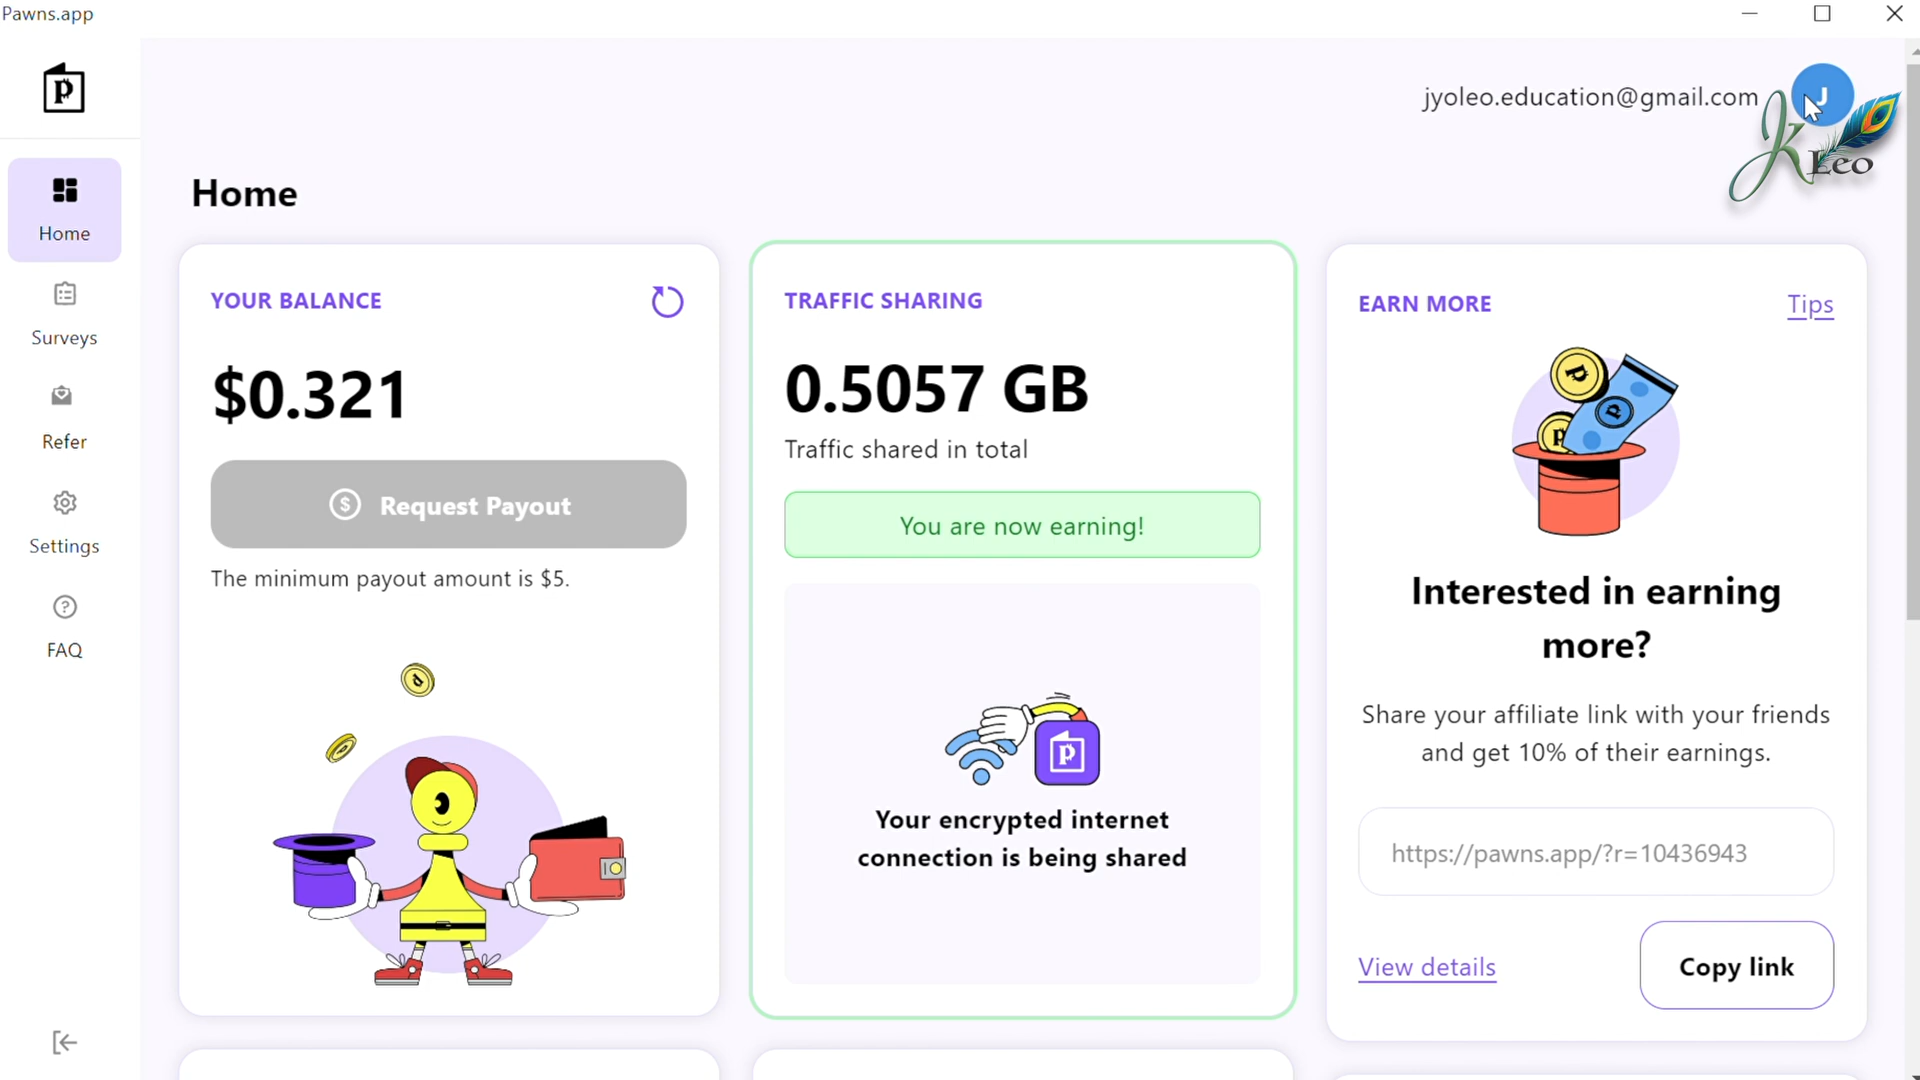 Pawns.app
jyoleo.education@gmail.com
J
Leo
Home
Home
Surveys
Refer
Settings
FAQ
YOUR BALANCE
$0.321
Request Payout
The minimum payout amount is $5.
TRAFFIC SHARING
0.5057 GB
Traffic shared in total
You are now earning!
Your encrypted internet
connection is being shared
EARN MORE
Tips
Interested in earning
more?
Share your affiliate link with your friends
and get 10% of their earnings.
https://pawns.app/?r=10436943
View details
Copy link